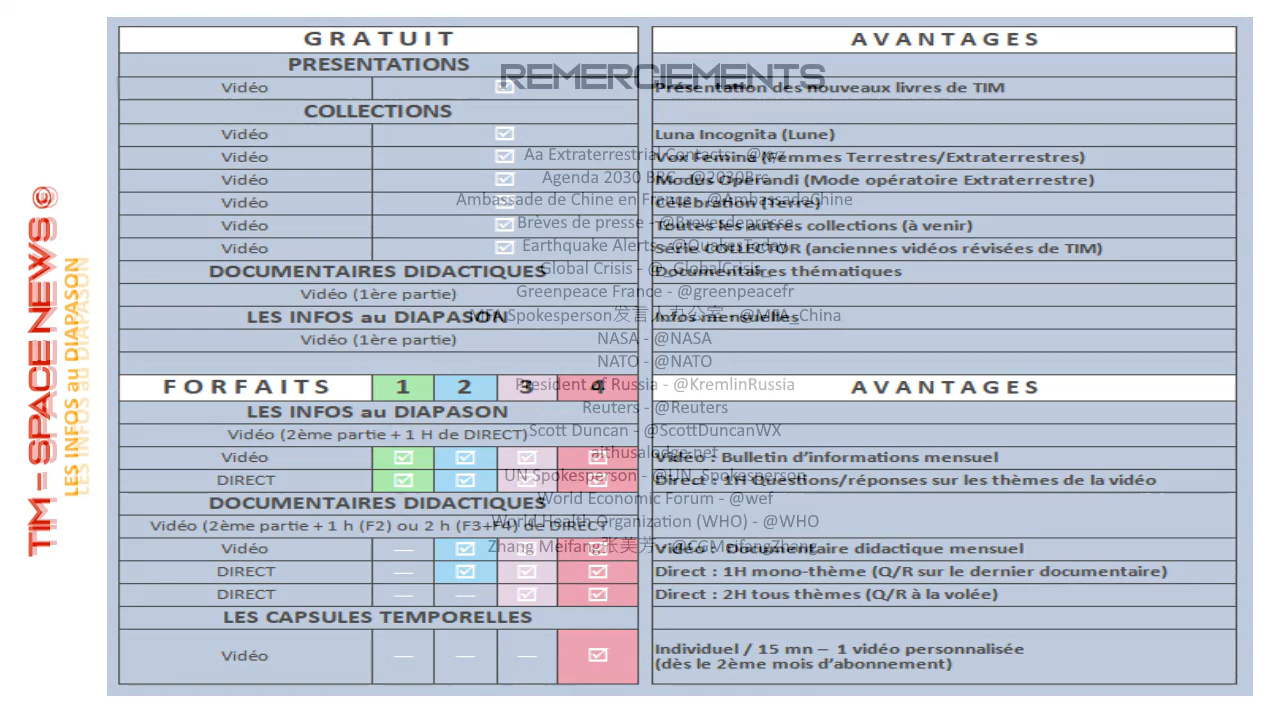 TIM = SPACE NEWS ©
LES INFOS au DIAPASON
GRATUIT
AVANTAGES
PRESENTATIONS
REMERCIEMENTS
Vidéo
Présentation des nouveaux livres de TIM
COLLECTIONS
Vidéo
Luna Incognita (Lune)
Aa Extraterrestrial Contacts - @
Vidéo
Vox Femina (Femmes Terrestres/Extraterrestres)
Agenda 2030 BRC - @2030Brc
Vidéo
Modus Operandi (Mode opératoire Extraterrestre)
Ambassade de Chine en France - @AmbassadeChine
Vidéo
Célébration (Terre)
Brèves de presse - @Brevesdepresse
Vidéo
Toutes les autres collections (à venir)
Earthquake Alerts - @QuakesToday
Vidéo
Série COLLECTOR (anciennes vidéos révisées de TIM)
DOCUMENTAIRES DIDACTIQUES
Global Crisis - @_GlobalCrisis_
Documentaires thématiques
Vidéo (1ère partie)
Greenpeace France - @greenpeacefr
LES INFOS au DIAPASON
MFA Spokesperson发言人办公室 - @MFA_China
Infos mensuelles
Vidéo (1ère partie)
NASA - @NASA
NATO - @NATO
FORFAITS 1 2 3 4
AVANTAGES
President of Russia - @KremlinRussia
LES INFOS au DIAPASON
Reuters - @Reuters
Vidéo (2ème partie + 1 H de DIRECT)
Scott Duncan - @ScottDuncanWX
Vidéo
Vidéo : Bulletin d'informations mensuel
DIRECT
UN Spokesperson - @UN_Spokesperson
Direct : 1H Questions/réponses sur les thèmes de la vidéo
DOCUMENTAIRES DIDACTIQUES
World Economic Forum - @wef
Vidéo (2ème partie + 1 h (F2) ou 2 h (F3+F4) de DIRECT
World Health Organization (WHO) - @WHO
Vidéo —
Zhang Meifang张美芳 - @CGMeifangZhang
Vidéo : Documentaire didactique mensuel
DIRECT —
Direct : 1H mono-thème (Q/R sur le dernier documentaire)
DIRECT — —
Direct : 2H tous thèmes (Q/R à la volée)
LES CAPSULES TEMPORELLES
Vidéo — — —
Individuel / 15 mn – 1 vidéo personnalisée
(dès le 2ème mois d'abonnement)